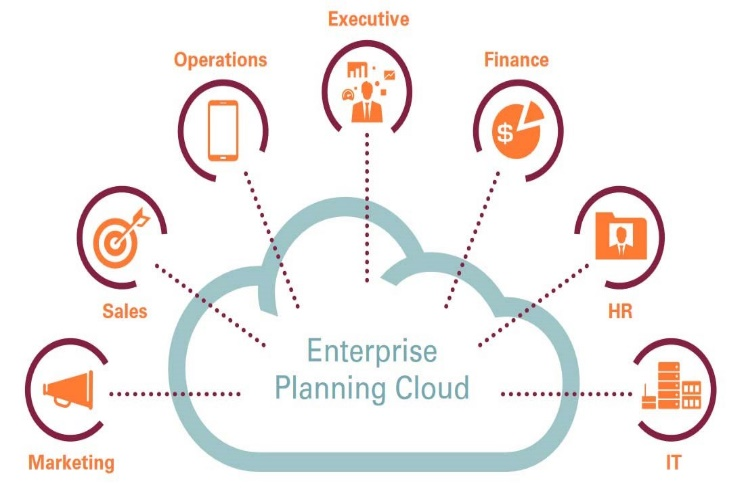 Executive
Operations
Finance
$
Sales
HR
Enterprise
Planning Cloud
Marketing
IT